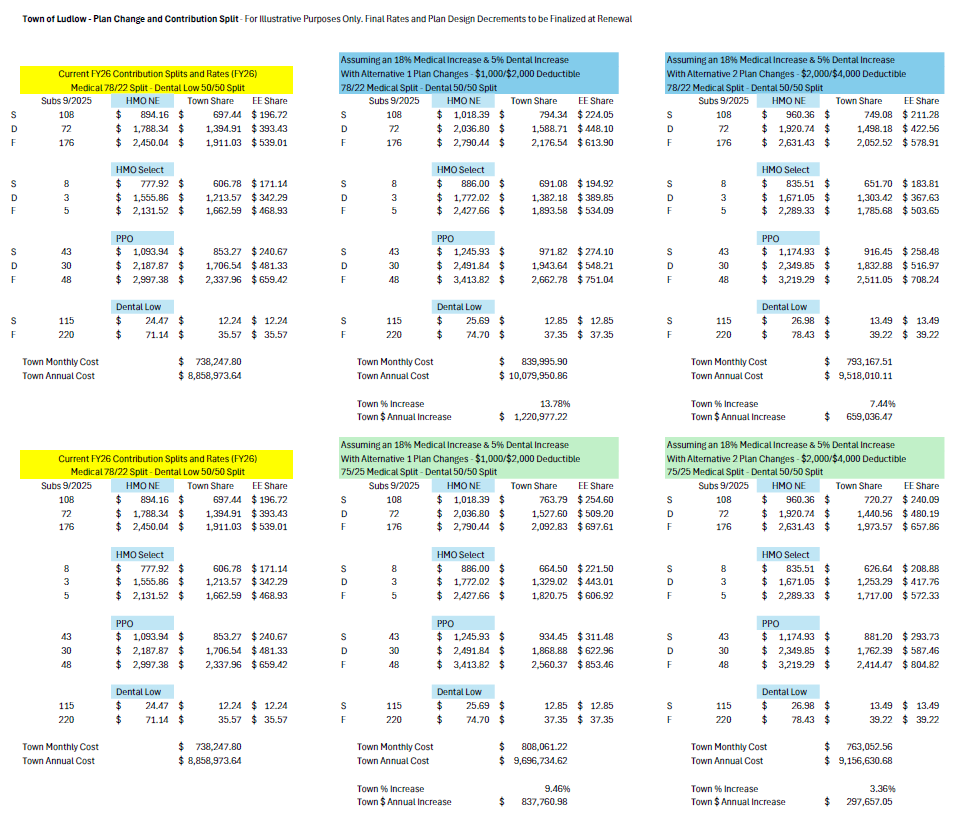 Town of Ludlow - Plan Change and Contribution Split - For Illustrative Purposes Only. Final Rates and Plan Design Decrements to be Finalized at Renewal
Current FY26 Contribution Splits and Rates (FY26)
Medical 78/22 Split - Dental Low 50/50 Split
Subs 9/2025 HMO NE Town Share EE Share
S 108 $ 894.16 $ 697.44 $ 196.72
D 72 $ 1,788.34 $ 1,394.91 $ 393.43
F 176 $ 2,450.04 $ 1,911.03 $ 539.01
HMO Select
S 8 $ 777.92 $ 606.78 $ 171.14
D 3 $ 1,555.86 $ 1,213.57 $ 342.29
F 5 $ 2,131.52 $ 1,662.59 $ 468.93
PPO
S 43 $ 1,093.94 $ 853.27 $ 240.67
D 30 $ 2,187.87 $ 1,706.54 $ 481.33
F 48 $ 2,997.38 $ 2,337.96 $ 659.42
Dental Low
S 115 $ 24.47 $ 12.24 $ 12.24
F 220 $ 71.14 $ 35.57 $ 35.57
Town Monthly Cost $ 738,247.80
Town Annual Cost $ 8,858,973.64
Assuming an 18% Medical Increase & 5% Dental Increase
With Alternative 1 Plan Changes - $1,000/$2,000 Deductible
78/22 Medical Split - Dental 50/50 Split
Subs 9/2025 HMO NE Town Share EE Share
S 108 $ 1,018.39 $ 794.34 $ 224.05
D 72 $ 2,036.80 $ 1,588.71 $ 448.10
F 176 $ 2,790.44 $ 2,176.54 $ 613.90
HMO Select
S 8 $ 886.00 $ 691.08 $ 194.92
D 3 $ 1,772.02 $ 1,382.18 $ 389.85
F 5 $ 2,427.66 $ 1,893.58 $ 534.09
PPO
S 43 $ 1,245.93 $ 971.82 $ 274.10
D 30 $ 2,491.84 $ 1,943.64 $ 548.21
F 48 $ 3,413.82 $ 2,662.78 $ 751.04
Dental Low
S 115 $ 25.69 $ 12.85 $ 12.85
F 220 $ 74.70 $ 37.35 $ 37.35
Town Monthly Cost $ 839,995.90
Town Annual Cost $ 10,079,950.86
Town % Increase 13.78%
Town $ Annual Increase $ 1,220,977.22
Assuming an 18% Medical Increase & 5% Dental Increase
With Alternative 2 Plan Changes - $2,000/$4,000 Deductible
78/22 Medical Split - Dental 50/50 Split
Subs 9/2025 HMO NE Town Share EE Share
S 108 $ 960.36 $ 749.08 $ 211.28
D 72 $ 1,920.74 $ 1,498.18 $ 422.56
F 176 $ 2,631.43 $ 2,052.52 $ 578.91
HMO Select
S 8 $ 835.51 $ 651.70 $ 183.81
D 3 $ 1,671.05 $ 1,303.42 $ 367.63
F 5 $ 2,289.33 $ 1,785.68 $ 503.65
PPO
S 43 $ 1,174.93 $ 916.45 $ 258.48
D 30 $ 2,349.85 $ 1,832.88 $ 516.97
F 48 $ 3,219.29 $ 2,511.05 $ 708.24
Dental Low
S 115 $ 26.98 $ 13.49 $ 13.49
F 220 $ 78.43 $ 39.22 $ 39.22
Town Monthly Cost $ 793,167.51
Town Annual Cost $ 9,518,010.11
Town % Increase 7.44%
Town $ Annual Increase $ 659,036.47
Current FY26 Contribution Splits and Rates (FY26)
Medical 78/22 Split - Dental Low 50/50 Split
Subs 9/2025 HMO NE Town Share EE Share
108 $ 894.16 $ 697.44 $ 196.72
72 $ 1,788.34 $ 1,394.91 $ 393.43
176 $ 2,450.04 $ 1,911.03 $ 539.01
HMO Select
8 $ 777.92 $ 606.78 $ 171.14
3 $ 1,555.86 $ 1,213.57 $ 342.29
5 $ 2,131.52 $ 1,662.59 $ 468.93
PPO
43 $ 1,093.94 $ 853.27 $ 240.67
30 $ 2,187.87 $ 1,706.54 $ 481.33
48 $ 2,997.38 $ 2,337.96 $ 659.42
Dental Low
115 $ 24.47 $ 12.24 $ 12.24
220 $ 71.14 $ 35.57 $ 35.57
Town Monthly Cost $ 738,247.80
Town Annual Cost $ 8,858,973.64
Assuming an 18% Medical Increase & 5% Dental Increase
With Alternative 1 Plan Changes - $1,000/$2,000 Deductible
75/25 Medical Split - Dental 50/50 Split
Subs 9/2025 HMO NE Town Share EE Share
S 108 $ 1,018.39 $ 763.79 $ 254.60
D 72 $ 2,036.80 $ 1,527.60 $ 509.20
F 176 $ 2,790.44 $ 2,092.83 $ 697.61
HMO Select
S 8 $ 886.00 $ 664.50 $ 221.50
D 3 $ 1,772.02 $ 1,329.02 $ 443.01
F 5 $ 2,427.66 $ 1,820.75 $ 606.92
PPO
S 43 $ 1,245.93 $ 934.45 $ 311.48
D 30 $ 2,491.84 $ 1,868.88 $ 622.96
F 48 $ 3,413.82 $ 2,560.37 $ 853.46
Dental Low
S 115 $ 25.69 $ 12.85 $ 12.85
F 220 $ 74.70 $ 37.35 $ 37.35
Town Monthly Cost $ 808,061.22
Town Annual Cost $ 9,696,734.62
Town % Increase 9.46%
Town $ Annual Increase $ 837,760.98
Assuming an 18% Medical Increase & 5% Dental Increase
With Alternative 2 Plan Changes - $2,000/$4,000 Deductible
75/25 Medical Split - Dental 50/50 Split
Subs 9/2025 HMO NE Town Share EE Share
S 108 $ 960.36 $ 720.27 $ 240.09
D 72 $ 1,920.74 $ 1,440.56 $ 480.19
F 176 $ 2,631.43 $ 1,973.57 $ 657.86
HMO Select
S 8 $ 835.51 $ 626.64 $ 208.88
D 3 $ 1,671.05 $ 1,253.29 $ 417.76
F 5 $ 2,289.33 $ 1,717.00 $ 572.33
PPO
S 43 $ 1,174.93 $ 881.20 $ 293.73
D 30 $ 2,349.85 $ 1,762.39 $ 587.46
F 48 $ 3,219.29 $ 2,414.47 $ 804.82
Dental Low
S 115 $ 26.98 $ 13.49 $ 13.49
F 220 $ 78.43 $ 39.22 $ 39.22
Town Monthly Cost $ 763,052.56
Town Annual Cost $ 9,156,630.68
Town % Increase 3.36%
Town $ Annual Increase $ 297,657.05